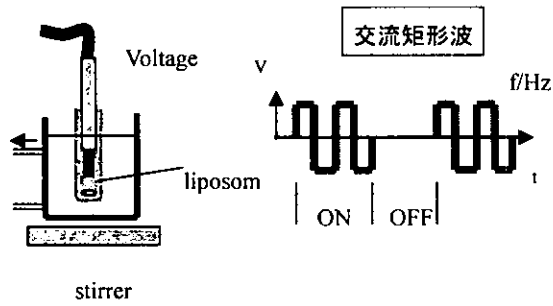 交流矩形波
Voltage
V
f/Hz
liposom
ON
OFF
t
stirrer